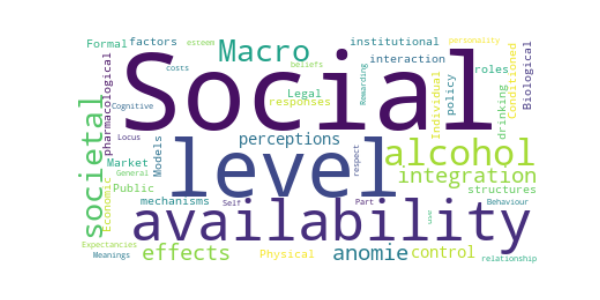 Formal
factors
esteem
institutional
personality
Macro
costs
beliefs
interaction
Social
pharmacological
Cognitive
Legal
responses
Rewarding
Individual
policy
roles
drinking
Conditioned
Biological
societal
Locus
perceptions
level
respect
alcohol
Market
General
Models
integration
Public
Economic
mechanisms
Self
Part
use
structures
Behaviour
availability
Expectancies
Meanings
effects
Physical
anomie
control
relationship